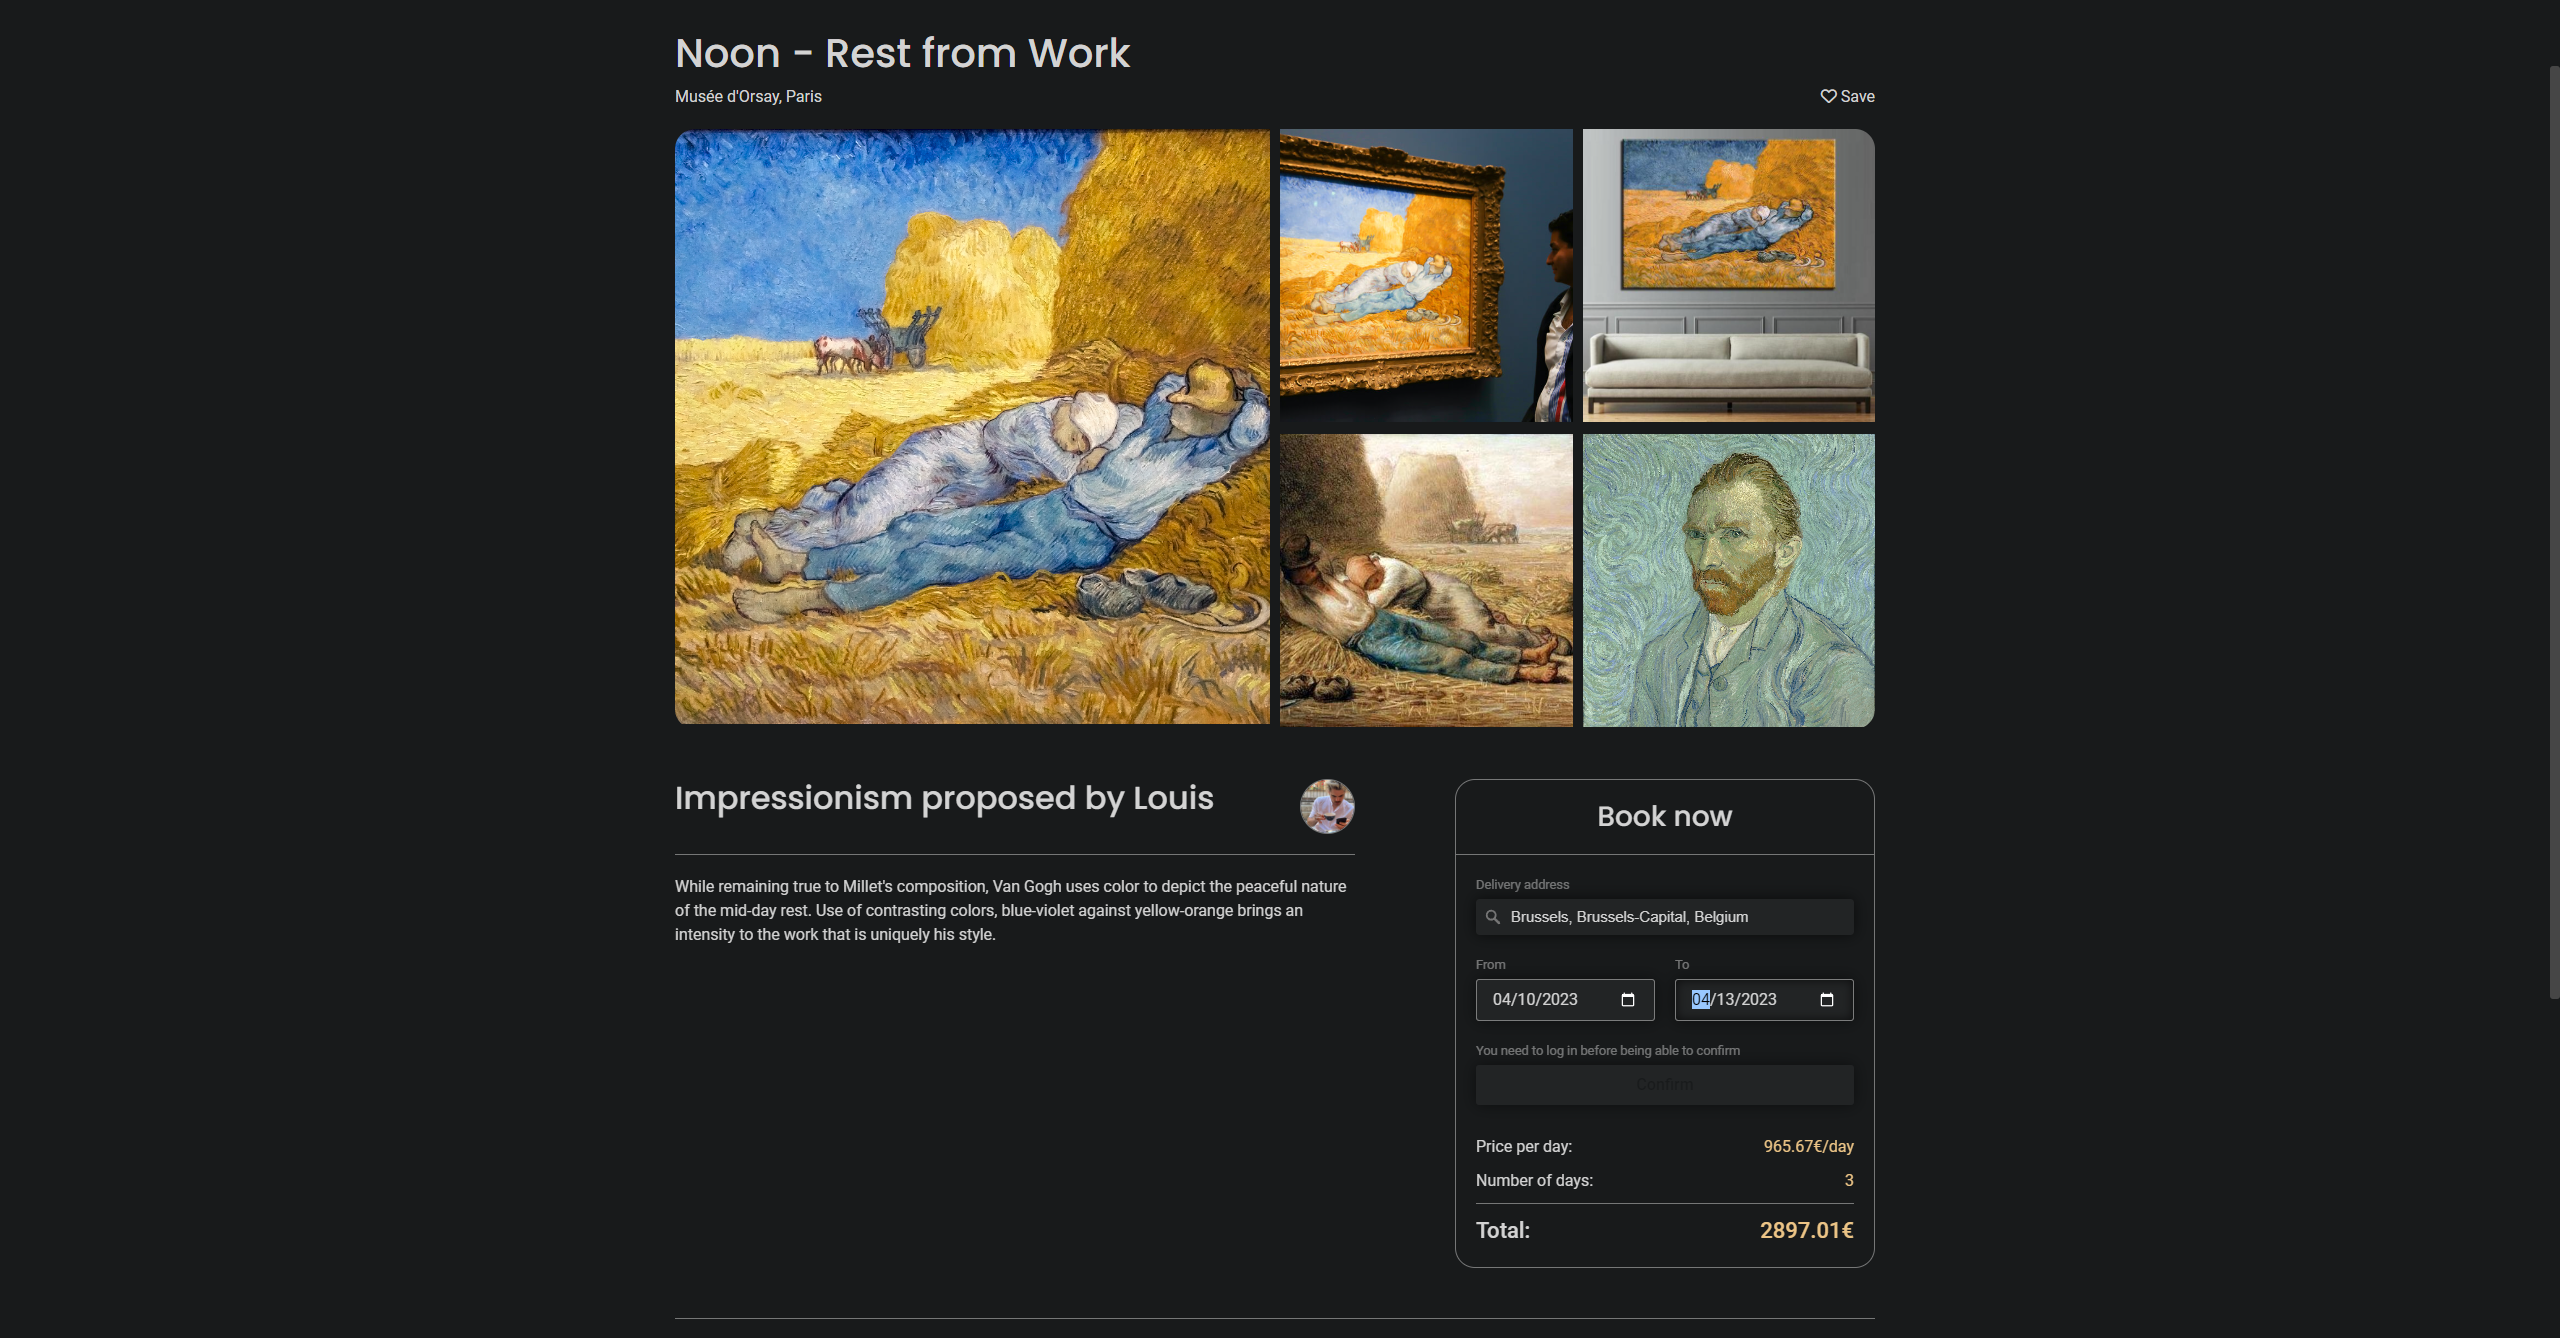 Noon - Rest from Work
Musée d'Orsay, Paris
Save
Impressionism proposed by Louis
While remaining true to Millet's composition, Van Gogh uses color to depict the peaceful nature
of the mid-day rest. Use of contrasting colors, blue-violet against yellow-orange brings an
intensity to the work that is uniquely his style.
Book now
Delivery address
Brussels, Brussels-Capital, Belgium
From
To
04/10/2023
04/13/2023
You need to log in before being able to confirm
Confirm
Price per day:
965.67€/day
Number of days:
3
Total:
2897.01€